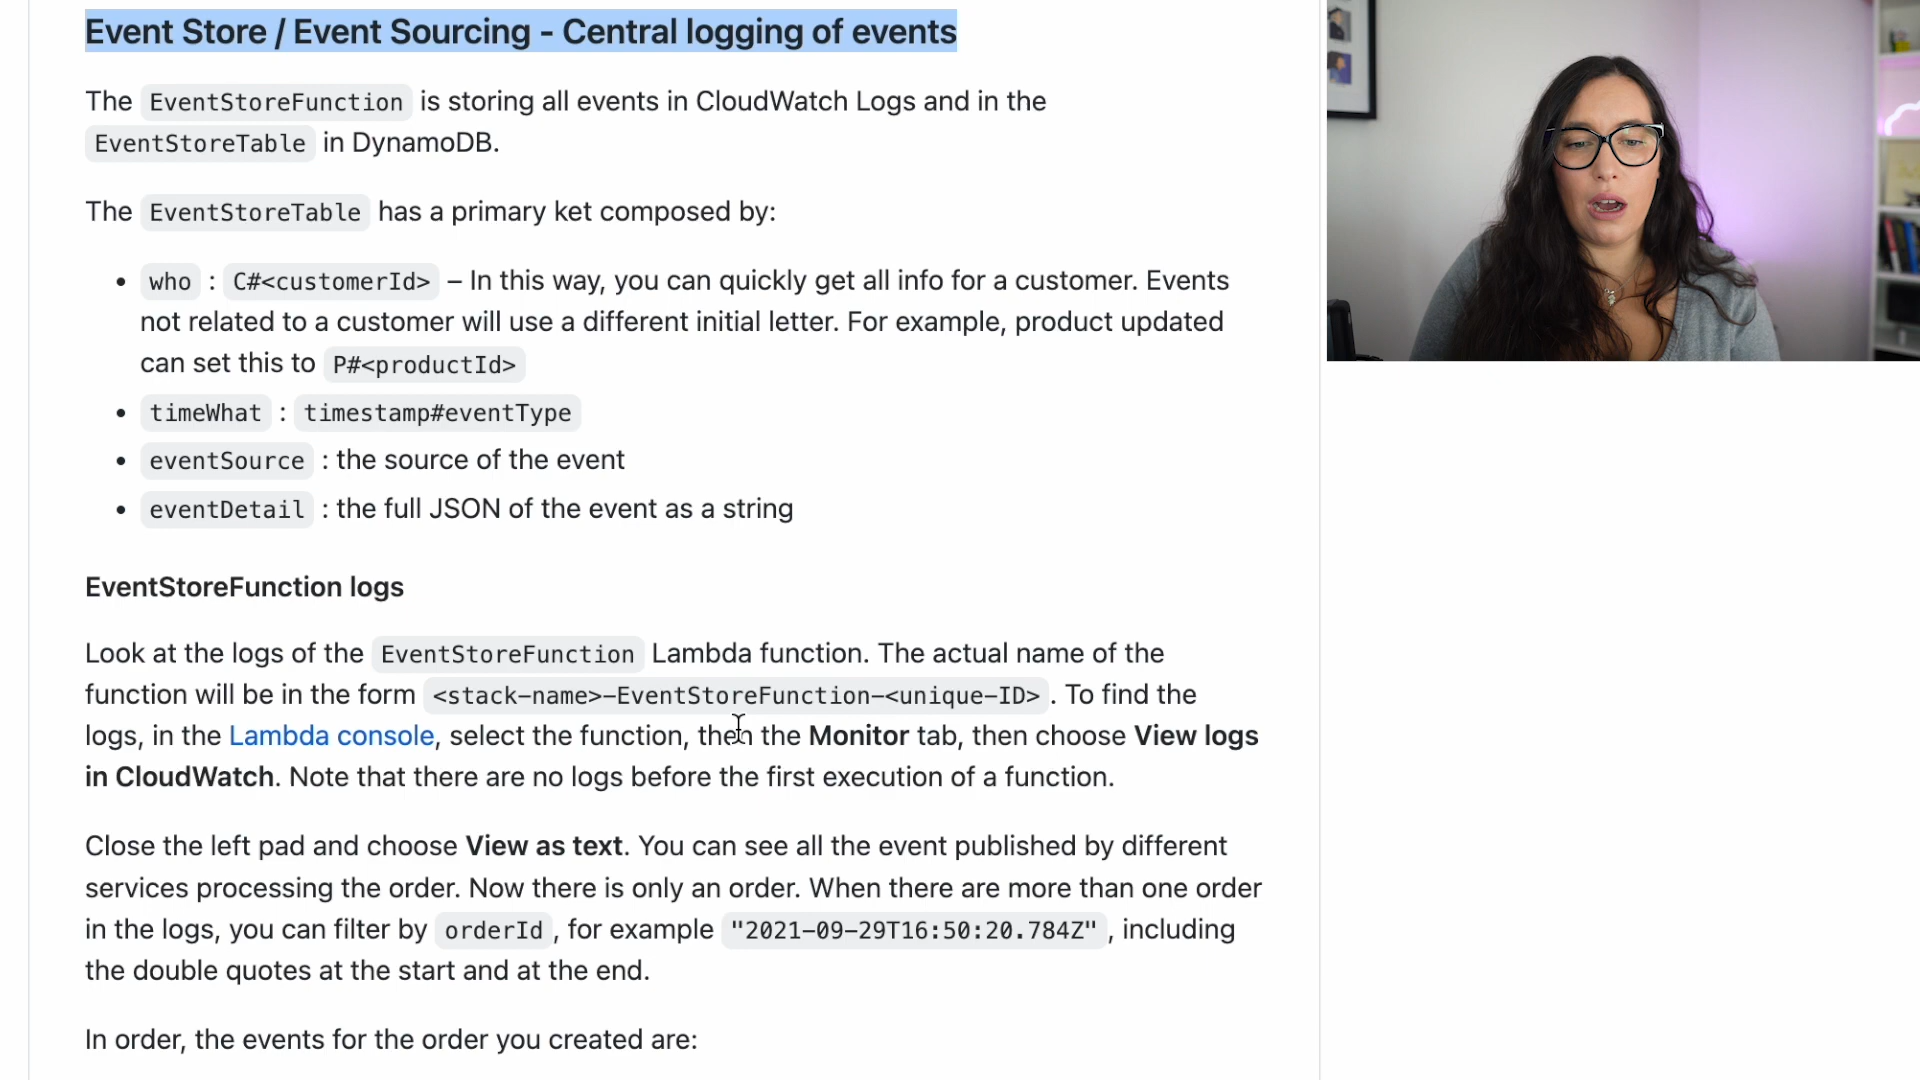 Event Store / Event Sourcing - Central logging of events
The EventStoreFunction is storing all events in CloudWatch Logs and in the
EventStoreTable in DynamoDB.
The EventStoreTable has a primary ket composed by:
• who : C#<customerId> – In this way, you can quickly get all info for a customer. Events
not related to a customer will use a different initial letter. For example, product updated
can set this to P#<productId>
• timeWhat : timestamp#eventType
• eventSource : the source of the event
• eventDetail : the full JSON of the event as a string
EventStoreFunction logs
Look at the logs of the EventStoreFunction Lambda function. The actual name of the
function will be in the form <stack-name>-EventStoreFunction-<unique-ID> . To find the
logs, in the Lambda console, select the function, then the Monitor tab, then choose View logs
in CloudWatch. Note that there are no logs before the first execution of a function.
Close the left pad and choose View as text. You can see all the event published by different
services processing the order. Now there is only an order. When there are more than one order
in the logs, you can filter by orderId , for example "2021-09-29T16:50:20.784Z" , including
the double quotes at the start and at the end.
In order, the events for the order you created are: